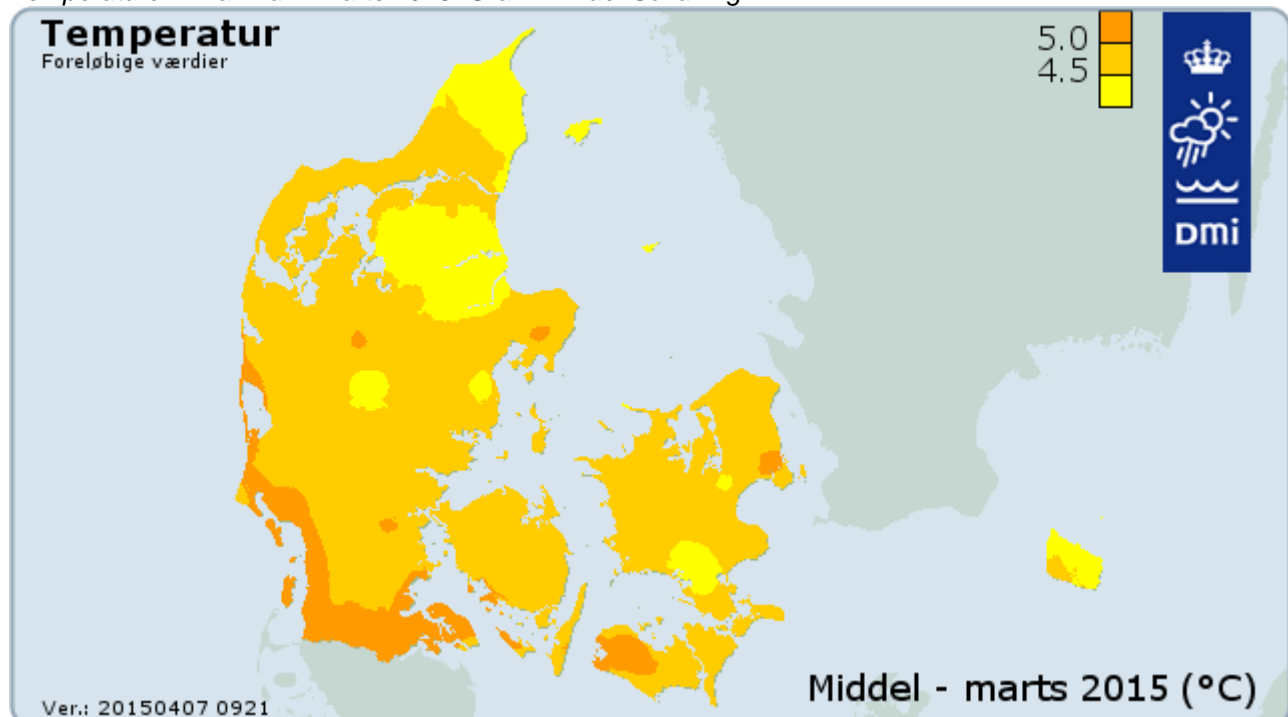 Temperatur
Foreløbige værdier
5.0
4.5
DMi
Middel - marts 2015 (°C)
Ver.: 20150407 0921